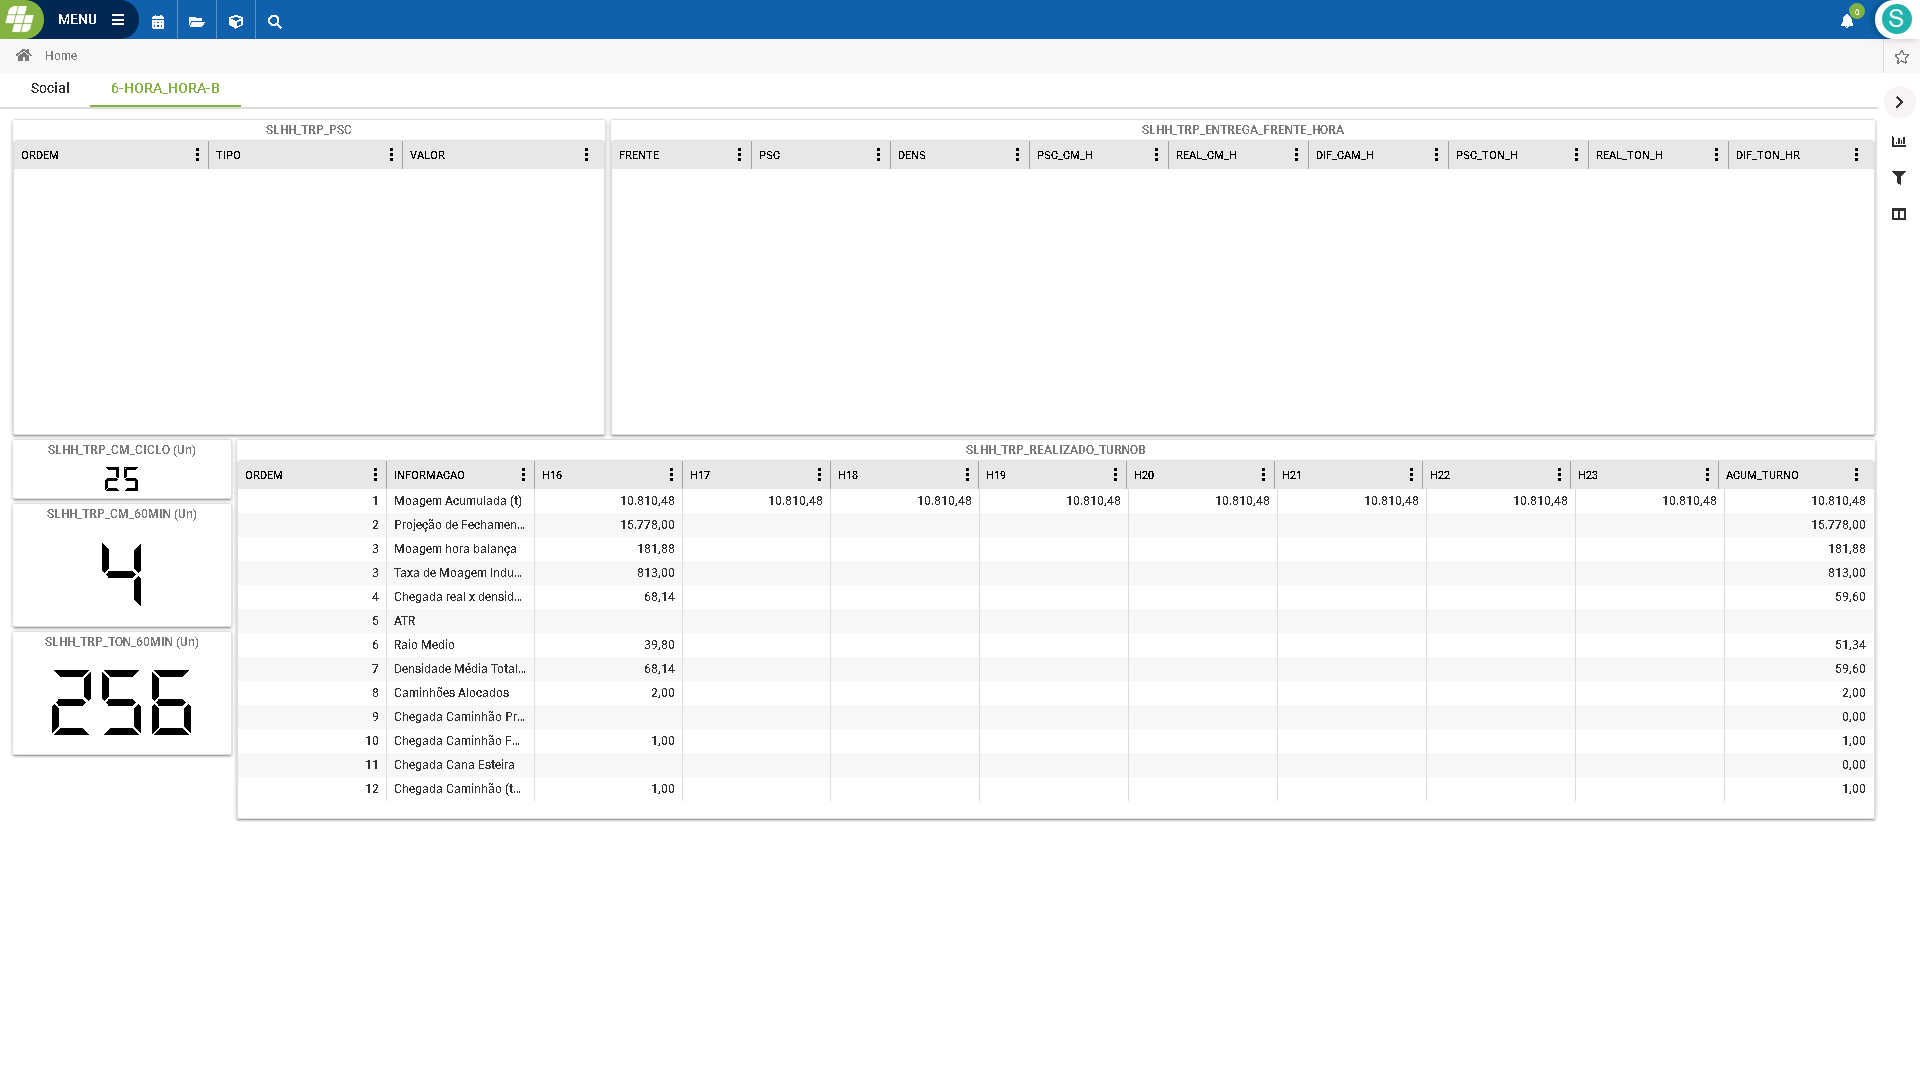 MENU
0
S
Home
Social 6-HORA_HORA-B
SLHH_TRP_PSC
ORDEM TIPO VALOR
SLHH_TRP_ENTREGA_FRENTE_HORA
FRENTE PSC DENS PSC_CM_H REAL_CM_H DIF_CAM_H PSC_TON_H REAL_TON_H DIF_TON_HR
SLHH_TRP_CM_CICLO (Un)
25
SLHH_TRP_CM_60MIN (Un)
4
SLHH_TRP_TON_60MIN (Un)
256
SLHH_TRP_REALIZADO_TURNOB
ORDEM INFORMACAO H16 H17 H18 H19 H20 H21 H22 H23 ACUM_TURNO
1 Moagem Acumulada (t) 10.810,48 10.810,48 10.810,48 10.810,48 10.810,48 10.810,48 10.810,48 10.810,48 10.810,48
2 Projeção de Fechamen... 15.778,00 15.778,00
3 Moagem hora balança 181,88 181,88
3 Taxa de Moagem Indu... 813,00 813,00
4 Chegada real x densid... 68,14 59,60
5 ATR
6 Raio Medio 39,80 51,34
7 Densidade Média Total... 68,14 59,60
8 Caminhões Alocados 2,00 2,00
9 Chegada Caminhão Pr... 0,00
10 Chegada Caminhão F... 1,00 1,00
11 Chegada Cana Esteira 0,00
12 Chegada Caminhão (t... 1,00 1,00